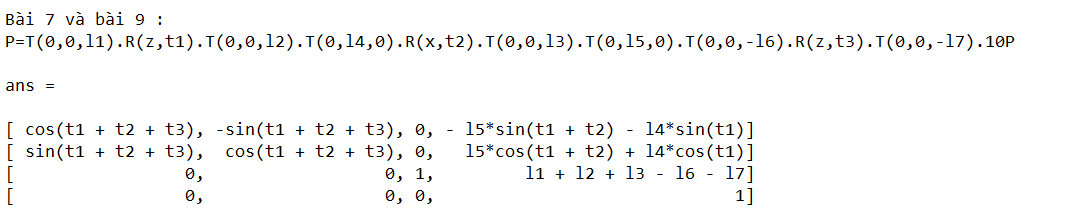 Bài 7 và bài 9 :
P=T(0,0,l1).R(z,t1).T(0,0,l2).T(0,l4,0).R(x,t2).T(0,0,l3).T(0,l5,0).T(0,0,-l6).R(z,t3).T(0,0,-l7).10P
ans =
[ cos(t1 + t2 + t3), -sin(t1 + t2 + t3), 0, - l5*sin(t1 + t2) - l4*sin(t1)]
[ sin(t1 + t2 + t3),  cos(t1 + t2 + t3), 0,   l5*cos(t1 + t2) + l4*cos(t1)]
[                 0,                  0, 1,         l1 + l2 + l3 - l6 - l7]
[                 0,                  0, 0,                              1]